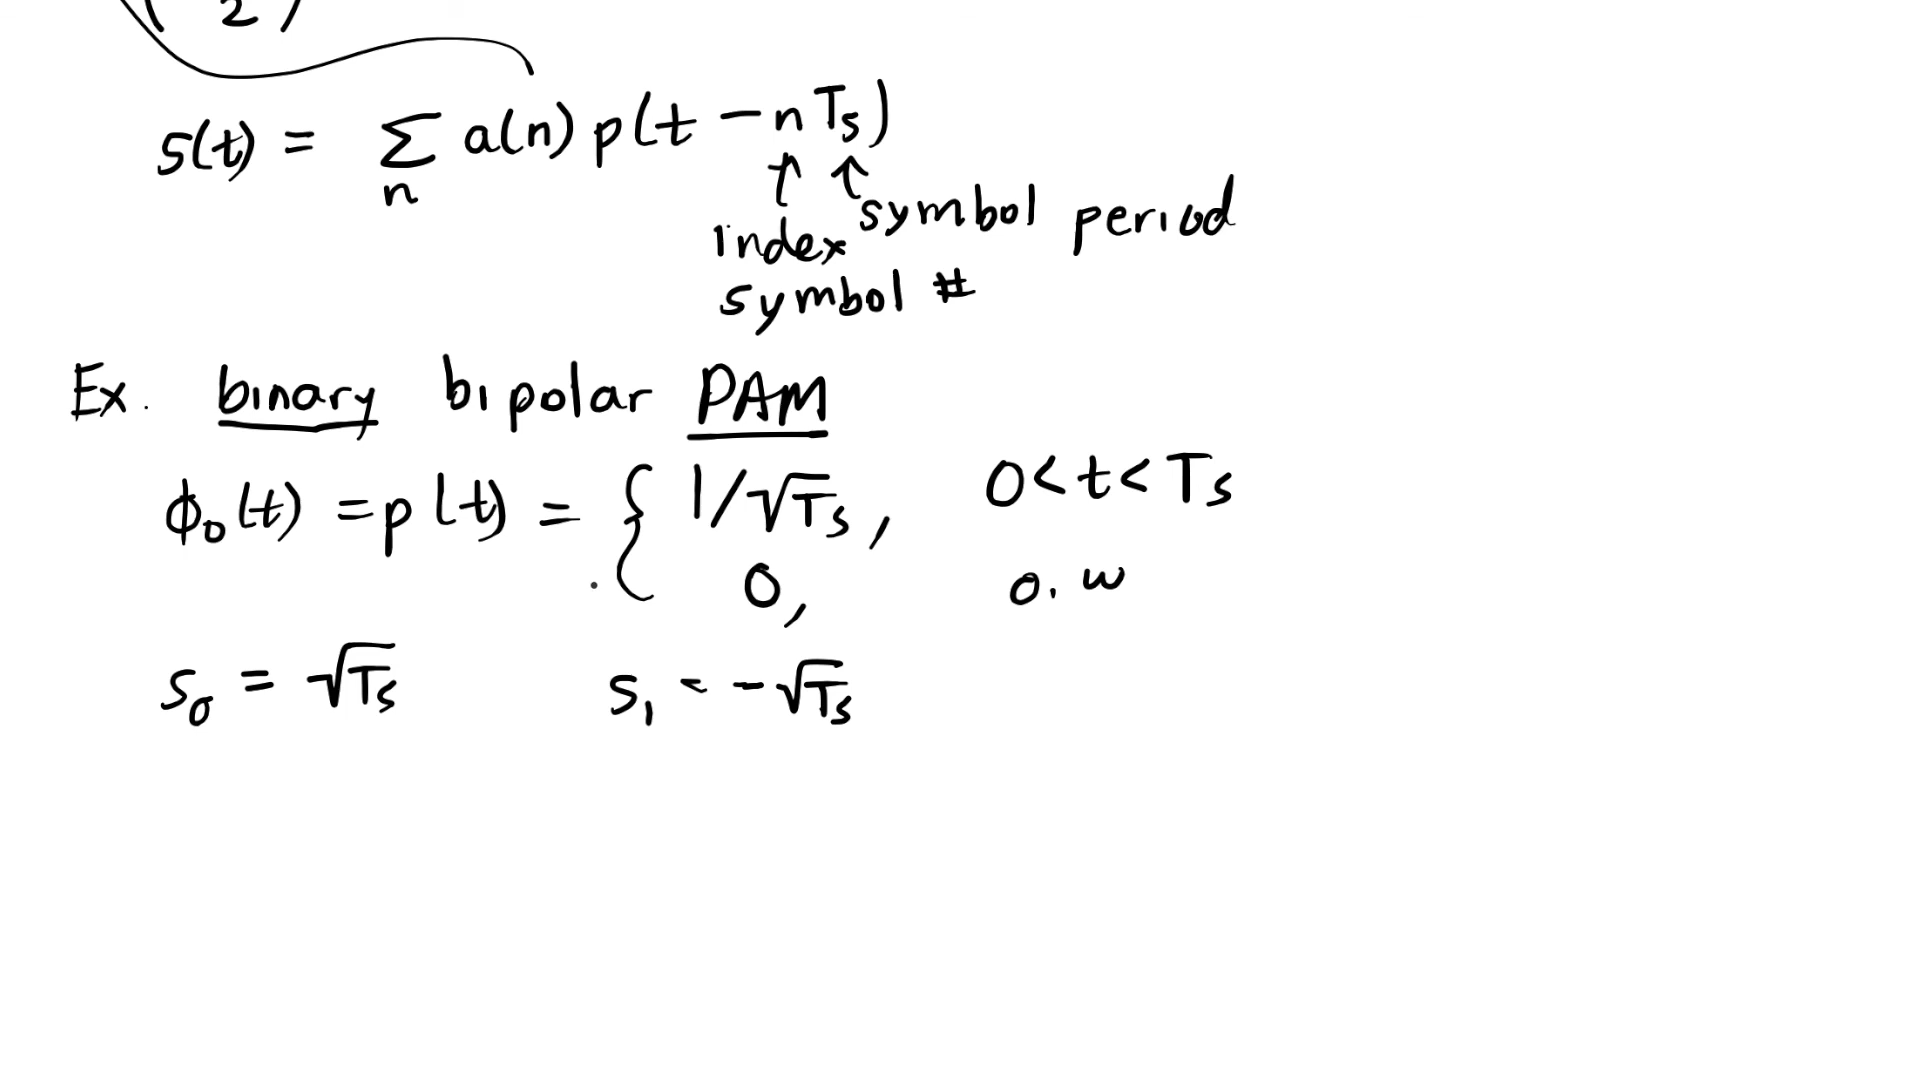 ( 2 )
s(t) = Σ a(n) p(t - nTs)
n
↑ ↑
index symbol period
symbol #
Ex. binary bipolar PAM
ϕ₀(t) = p(t) = { 1/√Ts, 0<t<Ts
0, o.w
s₀ = √Ts s₁ = -√Ts